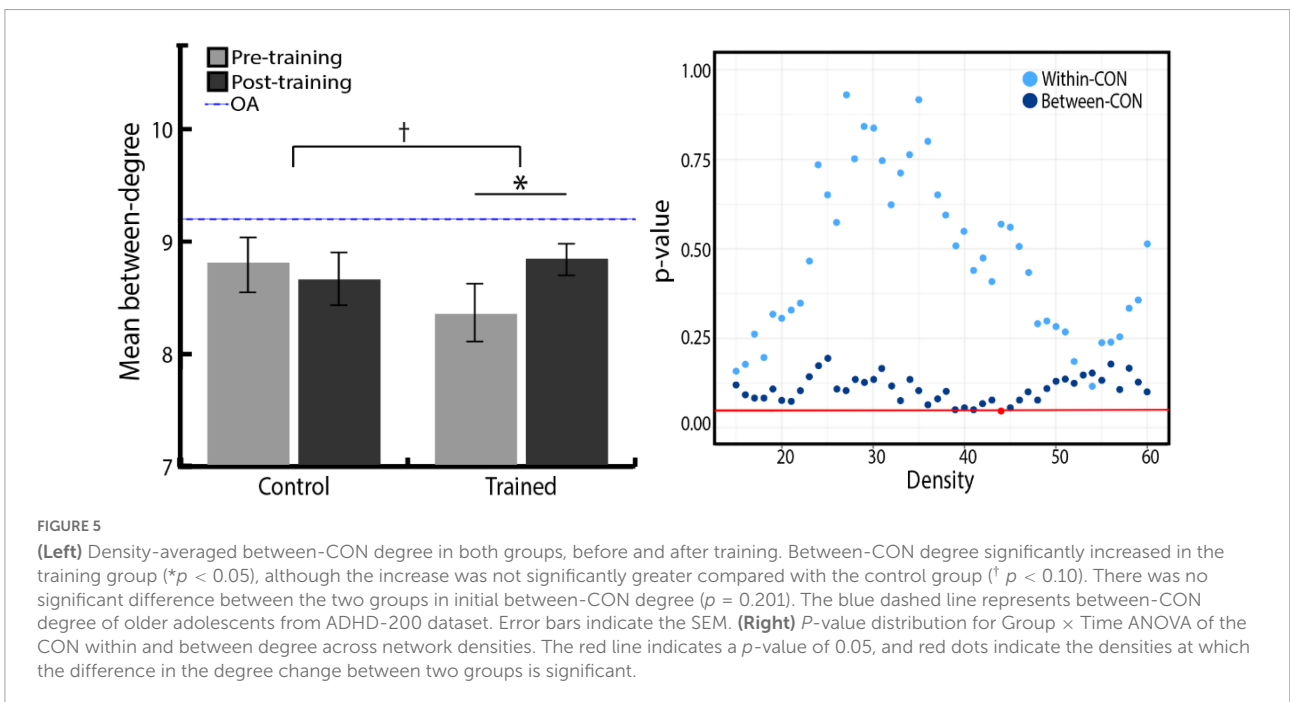 Pre-training
Post-training
OA
Mean between-degree
10
9
8
7
†
*
Control
Trained
1.00
0.75
0.50
0.25
0.00
p-value
Within-CON
Between-CON
20
30
40
50
60
Density
FIGURE 5
(Left) Density-averaged between-CON degree in both groups, before and after training. Between-CON degree significantly increased in the
training group (*p < 0.05), although the increase was not significantly greater compared with the control group († p < 0.10). There was no
significant difference between the two groups in initial between-CON degree (p = 0.201). The blue dashed line represents between-CON
degree of older adolescents from ADHD-200 dataset. Error bars indicate the SEM. (Right) P-value distribution for Group × Time ANOVA of the
CON within and between degree across network densities. The red line indicates a p-value of 0.05, and red dots indicate the densities at which
the difference in the degree change between two groups is significant.